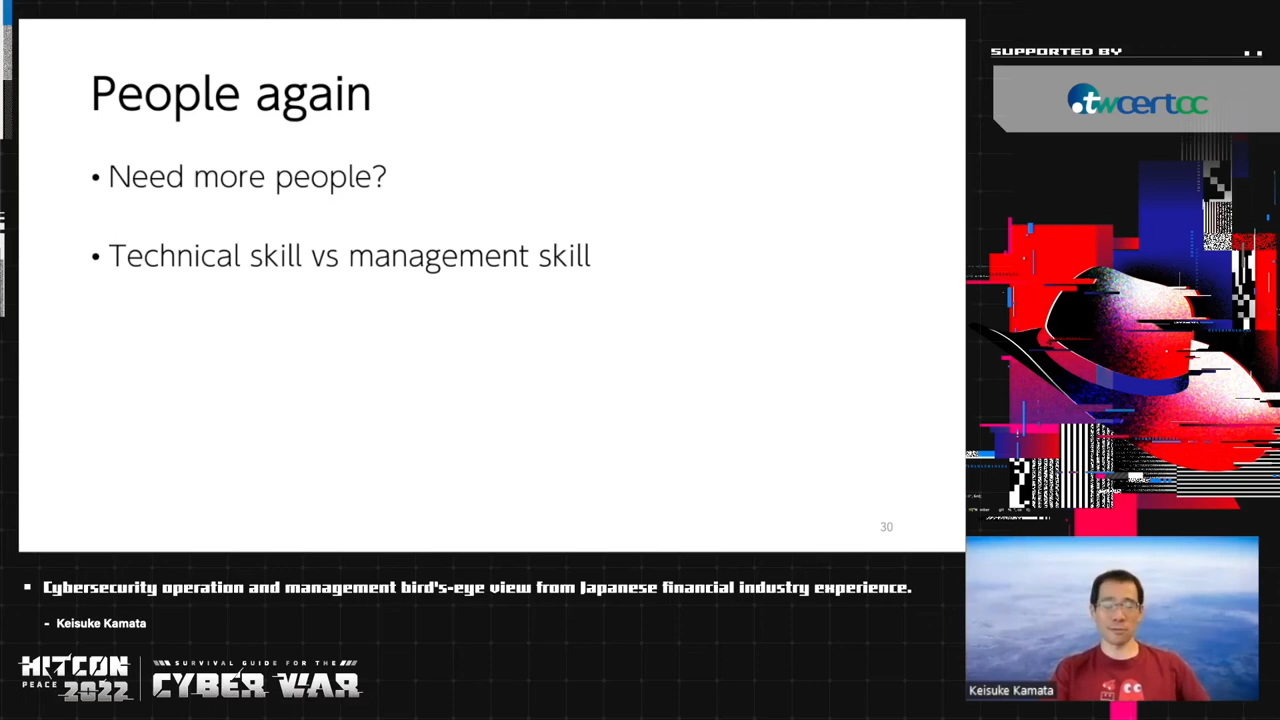 People again
• Need more people?
• Technical skill vs management skill
30
SUPPORTED BY
twcertcc
Cybersecurity operation and management bird's-eye view from Japanese financial industry experience.
- Keisuke Kamata
HITCON
PEACE 2022
SURVIVAL GUIDE FOR THE
CYBER WAR
Keisuke Kamata